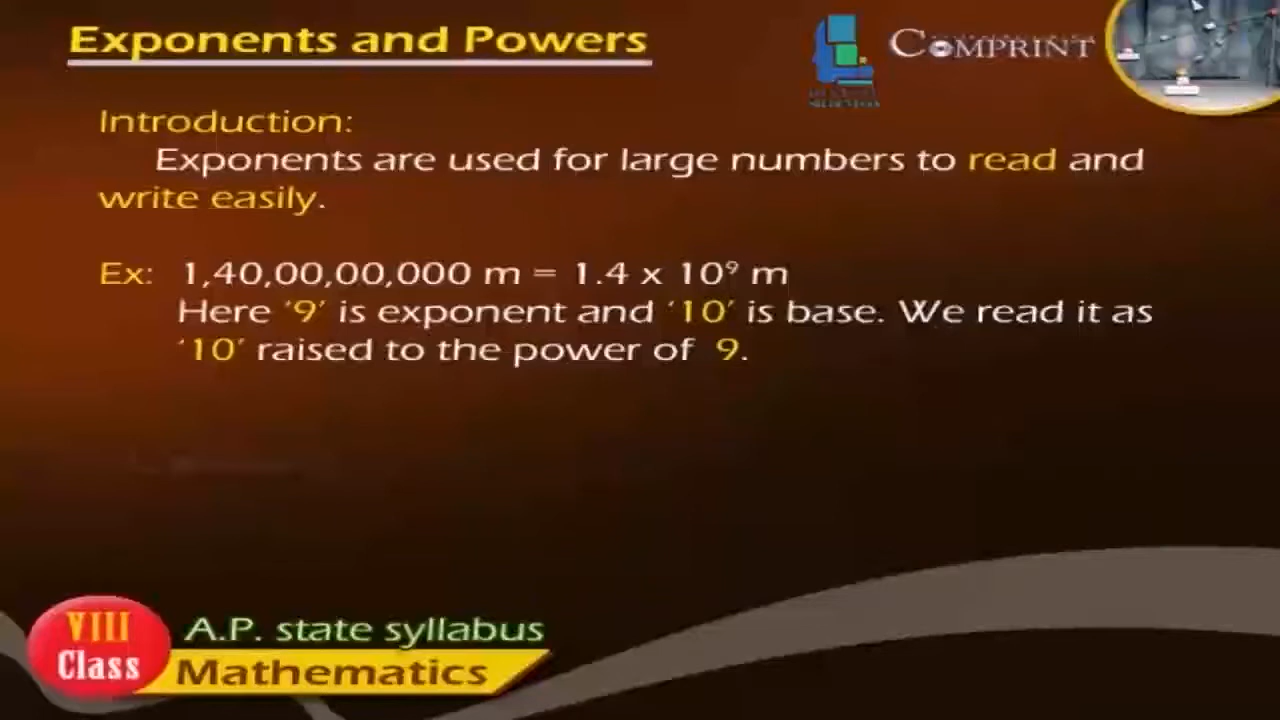 Exponents and Powers
COMPRINT
Introduction:
Exponents are used for large numbers to read and
write easily.
Ex: 1,40,00,00,000 m = 1.4 x 10⁹ m
Here ‘9’ is exponent and ‘10’ is base. We read it as
‘10’ raised to the power of 9.
VIII
Class
A.P. state syllabus
Mathematics